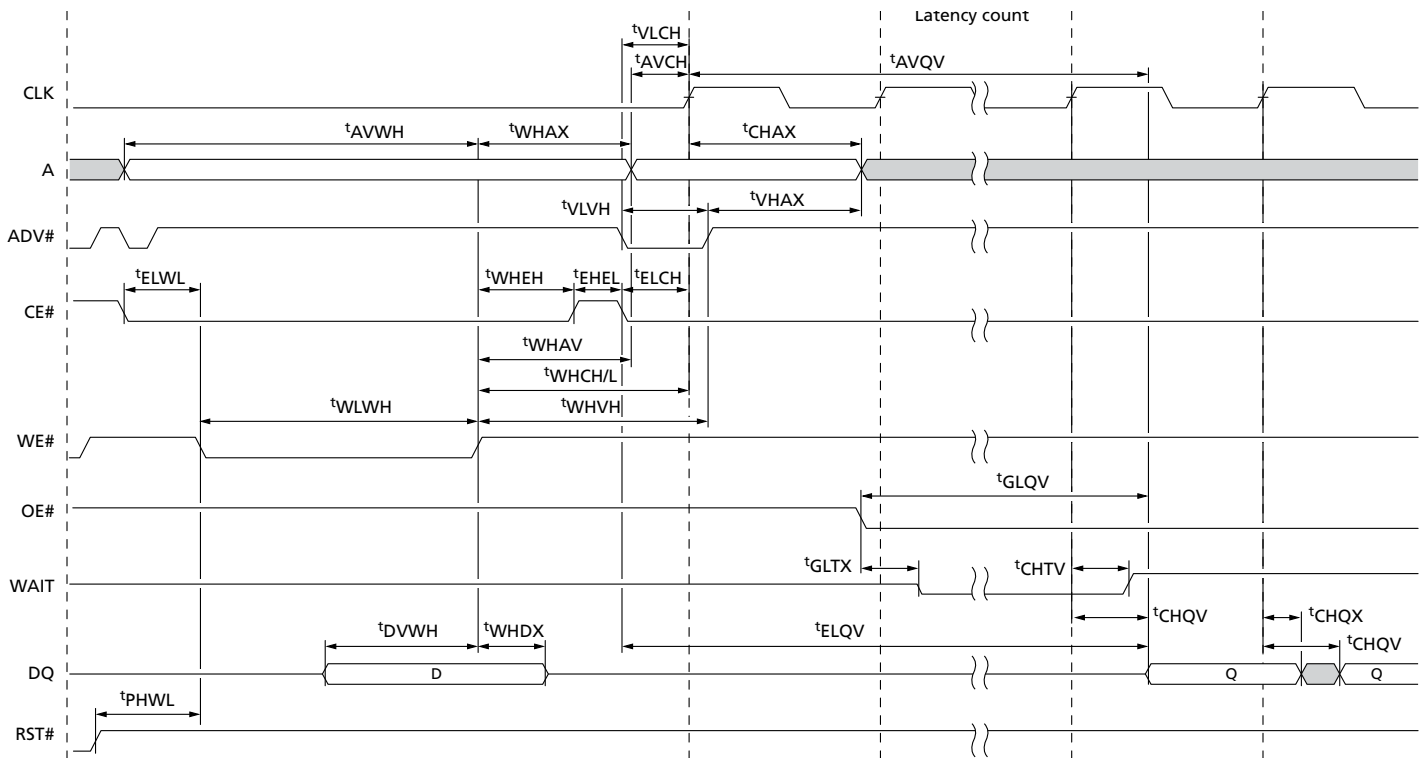 Latency count
tVLCH
tAVCH tAVQV
CLK
tAVWH tWHAX tCHAX
A
tVLVH tVHAX
ADV#
tELWL tWHEH tEHEL tELCH
CE#
tWHAV
tWHCH/L
tWLWH tWHVH
WE#
tGLQV
OE#
tGLTX tCHTV
WAIT
tCHQV tCHQX
tDVWH tWHDX tELQV tCHQV
DQ D Q Q
tPHWL
RST#